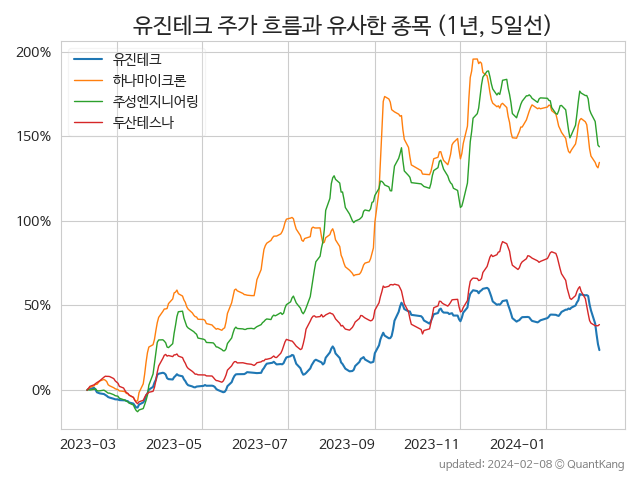 유진테크 주가 흐름과 유사한 종목 (1년, 5일선)
200%
150%
100%
50%
0%
유진테크
하나마이크론
주성엔지니어링
두산테스나
2023-03 2023-05 2023-07 2023-09 2023-11 2024-01
updated: 2024-02-08 ⓒ QuantKang